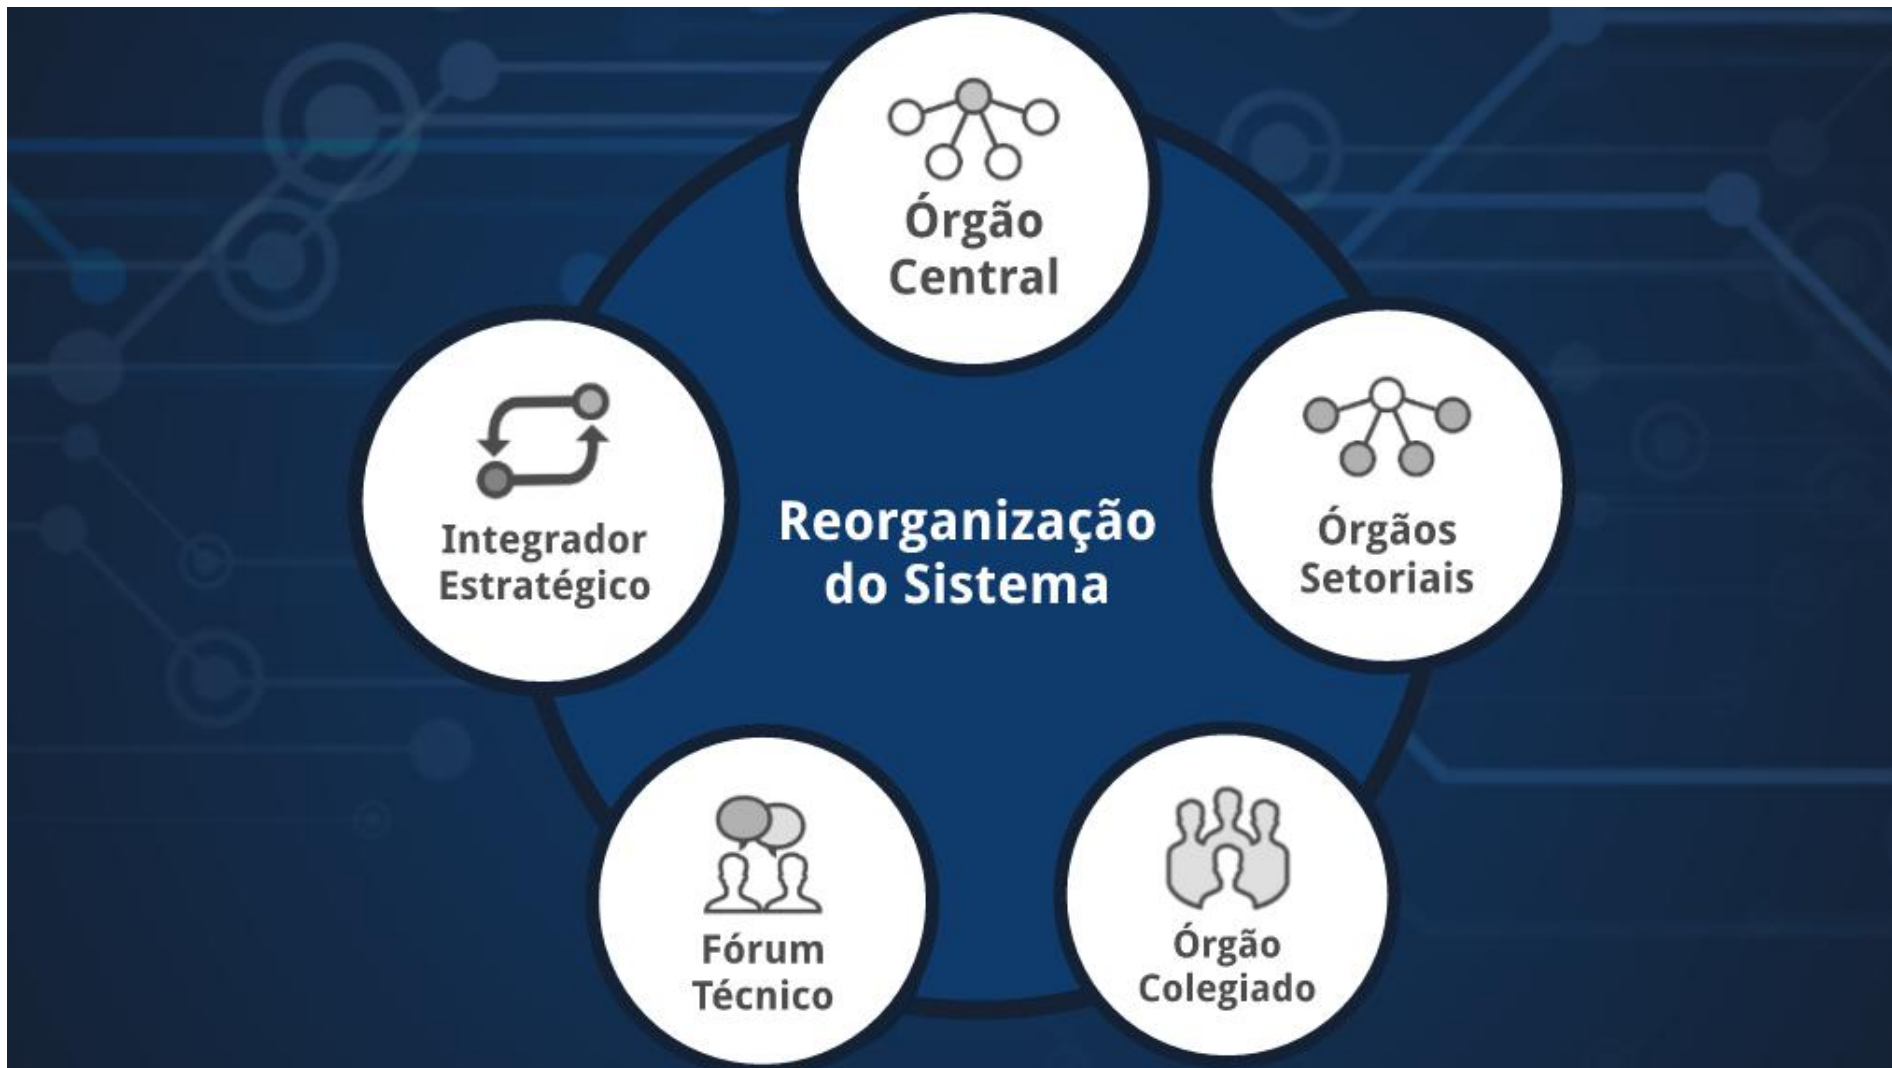 Órgão
Central
Órgãos
Setoriais
Integrador
Estratégico
Reorganização
do Sistema
Fórum
Técnico
Órgão
Colegiado